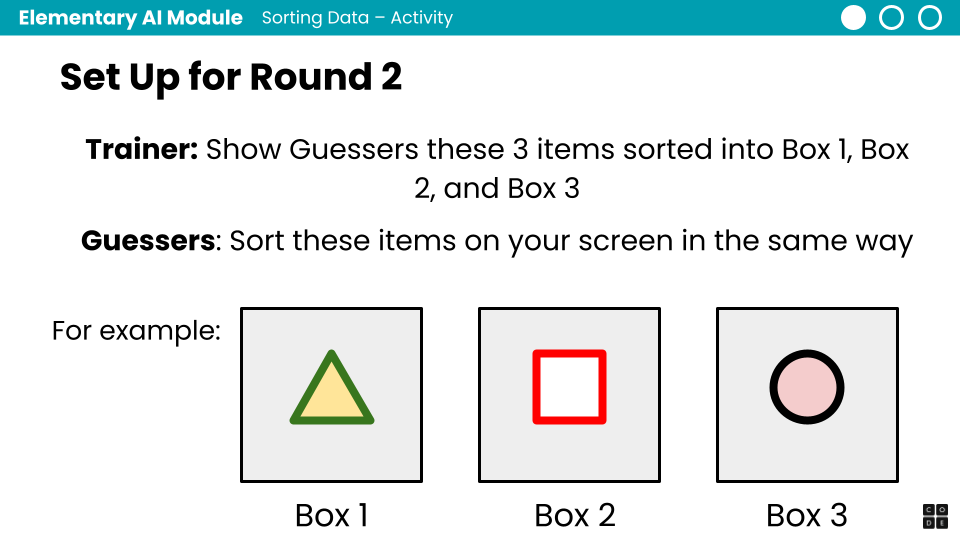 Elementary AI Module Sorting Data – Activity
Set Up for Round 2
Trainer: Show Guessers these 3 items sorted into Box 1, Box
2, and Box 3
Guessers: Sort these items on your screen in the same way
For example:
Box 1 Box 2 Box 3
C O
D E